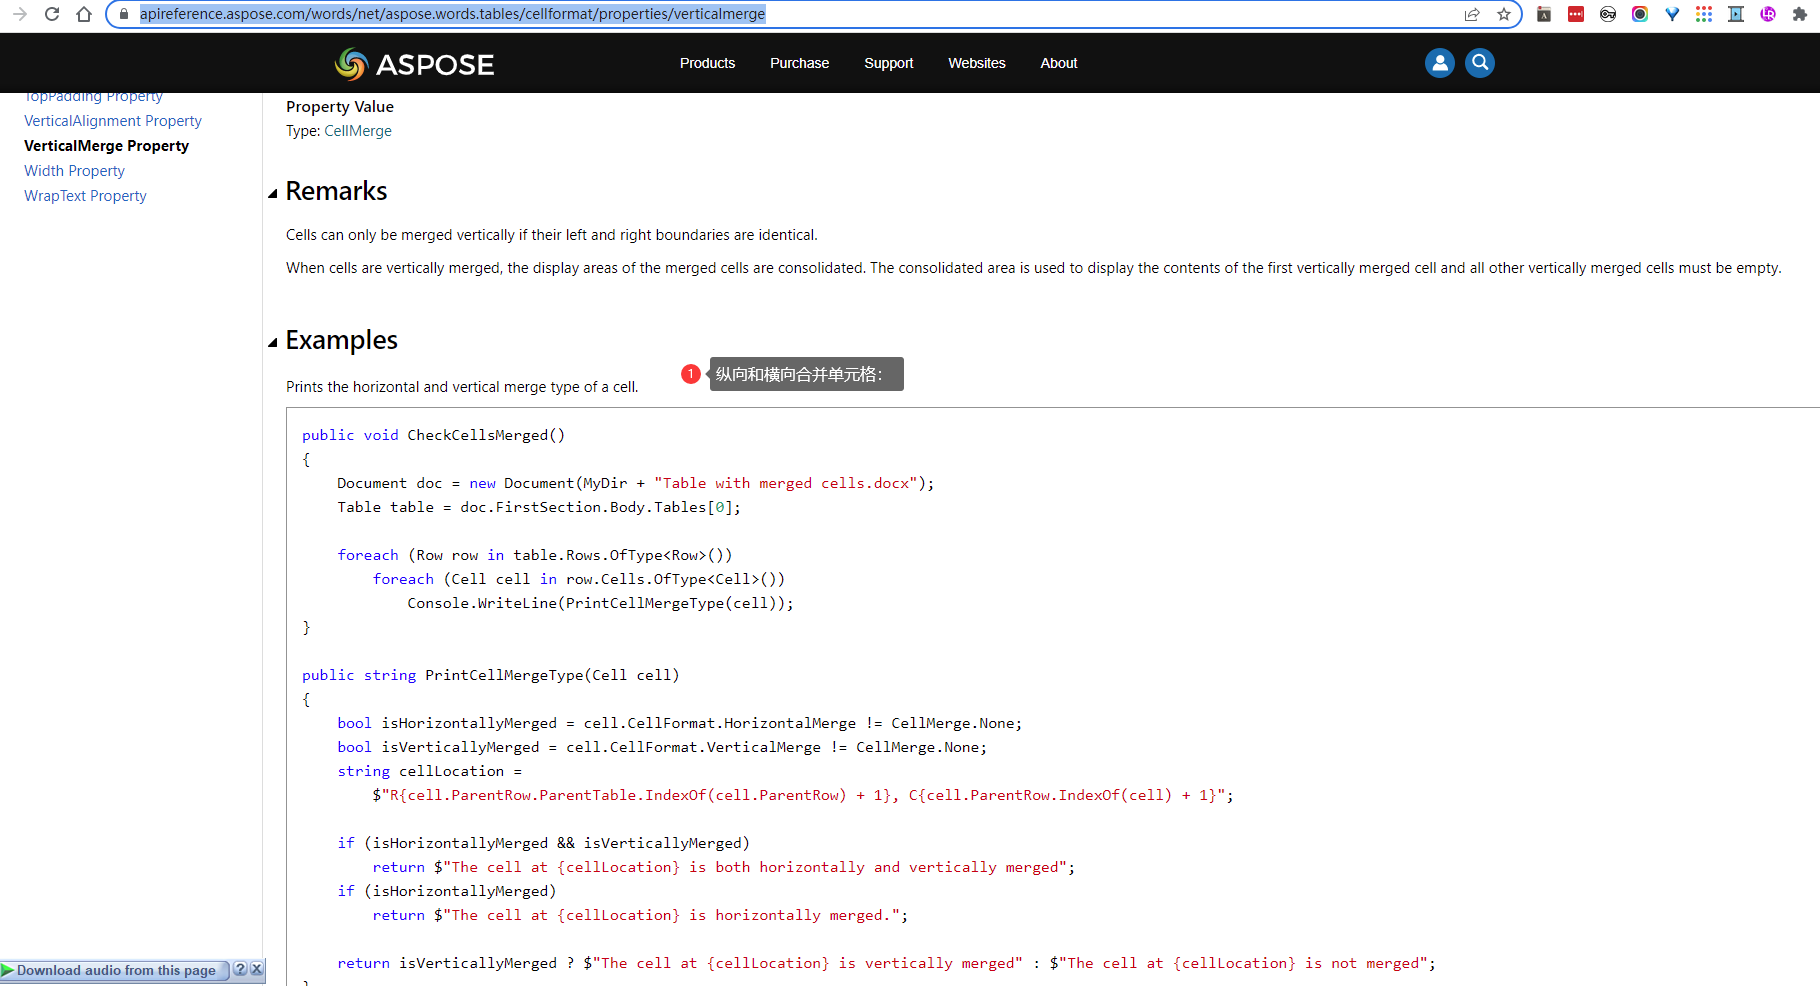 apireference.aspose.com/words/net/aspose.words.tables/cellformat/properties/verticalmerge
ASPOSE
Products
Purchase
Support
Websites
About
TopPadding Property
VerticalAlignment Property
VerticalMerge Property
Width Property
WrapText Property
Property Value
Type: CellMerge
Remarks
Cells can only be merged vertically if their left and right boundaries are identical.
When cells are vertically merged, the display areas of the merged cells are consolidated. The consolidated area is used to display the contents of the first vertically merged cell and all other vertically merged cells must be empty.
Examples
Prints the horizontal and vertical merge type of a cell.
1 纵向和横向合并单元格：
public void CheckCellsMerged()
{
Document doc = new Document(MyDir + "Table with merged cells.docx");
Table table = doc.FirstSection.Body.Tables[0];
foreach (Row row in table.Rows.OfType<Row>())
foreach (Cell cell in row.Cells.OfType<Cell>())
Console.WriteLine(PrintCellMergeType(cell));
}
public string PrintCellMergeType(Cell cell)
{
bool isHorizontallyMerged = cell.CellFormat.HorizontalMerge != CellMerge.None;
bool isVerticallyMerged = cell.CellFormat.VerticalMerge != CellMerge.None;
string cellLocation =
$"R{cell.ParentRow.ParentTable.IndexOf(cell.ParentRow) + 1}, C{cell.ParentRow.IndexOf(cell) + 1}";
if (isHorizontallyMerged && isVerticallyMerged)
return $"The cell at {cellLocation} is both horizontally and vertically merged";
if (isHorizontallyMerged)
return $"The cell at {cellLocation} is horizontally merged.";
return isVerticallyMerged ? $"The cell at {cellLocation} is vertically merged" : $"The cell at {cellLocation} is not merged";
Download audio from this page ? X